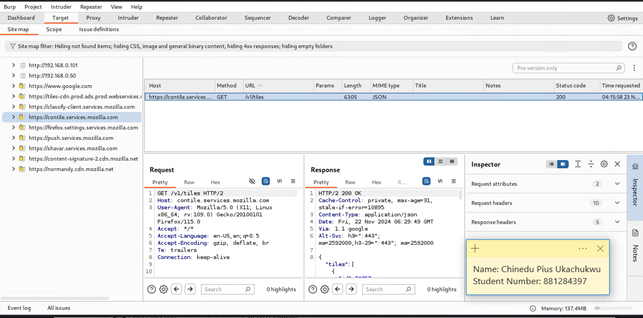 Burp Project Intruder Repeater View Help
Dashboard Target Proxy Intruder Repeater Collaborator Sequencer Decoder Comparer Logger Organizer Extensions Learn Settings
Site map Scope Issue definitions
Site map filter: Hiding not found items; hiding CSS, image and general binary content; hiding 4xx responses; hiding empty folders
Pro version only
http://192.168.0.101
http://192.168.0.50
https://www.google.com
https://tiles-cdn.prod.ads.prod.webservices.
https://classify-client.services.mozilla.com
https://contile.services.mozilla.com
https://firefox.settings.services.mozilla.com
https://push.services.mozilla.com
https://shavar.services.mozilla.com
https://content-signature-2.cdn.mozilla.net
https://normandy.cdn.mozilla.net
Host Method URL Params Length MIME type Title Notes Status code Time requested
https://contile.services.... GET /v1/tiles 6305 JSON 200 04:15:58 23 N...
Request
Pretty Raw Hex
1 GET /v1/tiles HTTP/2
2 Host: contile.services.mozilla.com
3 User-Agent: Mozilla/5.0 (X11; Linux
x86_64; rv:109.0) Gecko/20100101
Firefox/115.0
4 Accept: */*
5 Accept-Language: en-US,en;q=0.5
6 Accept-Encoding: gzip, deflate, br
7 Te: trailers
8 Connection: keep-alive
9
10
Search 0 highlights
Response
Pretty Raw Hex
1 HTTP/2 200 OK
2 Cache-Control: private, max-age=31,
stale-if-error=10895
3 Content-Type: application/json
4 Date: Fri, 22 Nov 2024 06:29:49 GMT
5 Via: 1.1 google
6 Alt-Svc: h3=":443";
ma=2592000,h3-29=":443"; ma=2592000
7
8 {
"tiles":[
{
Search 0 highlights
Inspector
Request attributes 2
Request headers 10
Response headers 5
Inspector
Notes
Name: Chinedu Pius Ukachukwu
Student Number: 881284397
Event log All issues Memory: 137.4MB